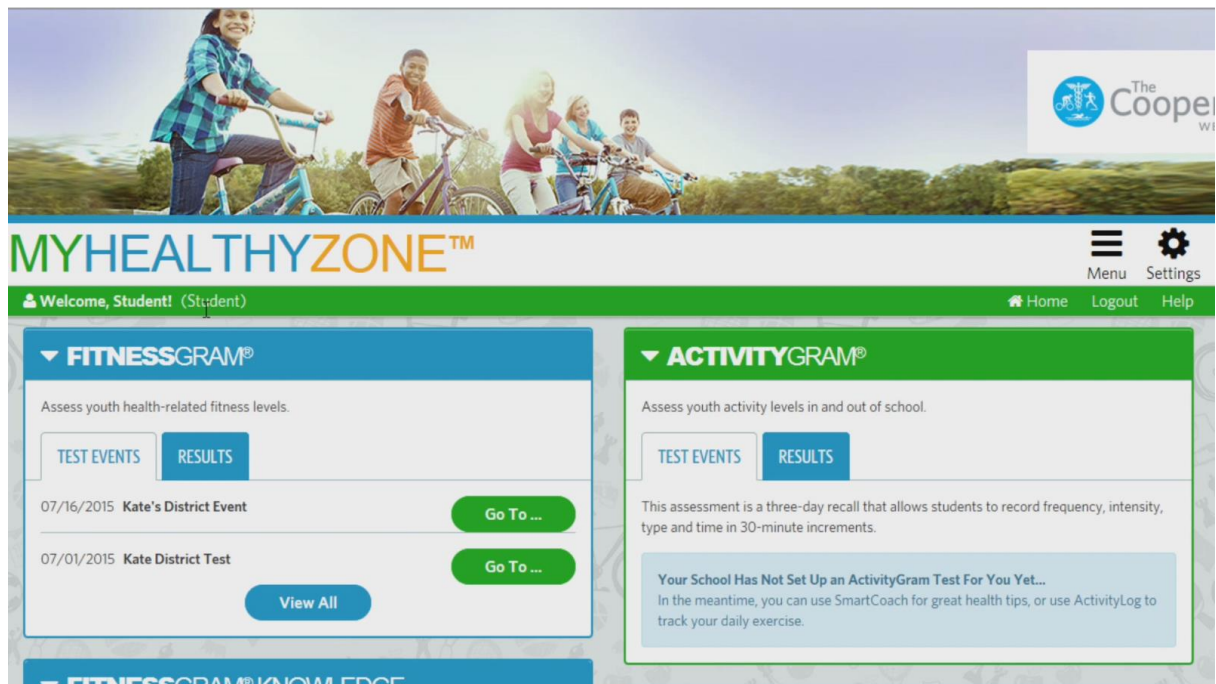 The
Cooper
MYHEALTHYZONE™
Menu
Settings
Welcome, Student! (Student)
Home
Logout
Help
FITNESSGRAM®
Assess youth health-related fitness levels.
TEST EVENTS
RESULTS
07/16/2015 Kate's District Event
Go To ...
07/01/2015 Kate District Test
Go To ...
View All
ACTIVITYGRAM®
Assess youth activity levels in and out of school.
TEST EVENTS
RESULTS
This assessment is a three-day recall that allows students to record frequency, intensity,
type and time in 30-minute increments.
Your School Has Not Set Up an ActivityGram Test For You Yet...
In the meantime, you can use SmartCoach for great health tips, or use ActivityLog to
track your daily exercise.
FITNESSGRAM® KNOWLEDGE